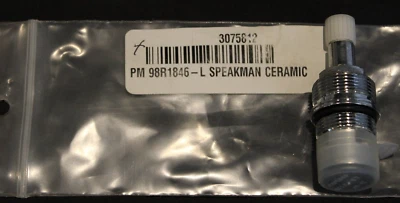 3075812
PM 98R1846-L SPEAKMAN CERAMIC